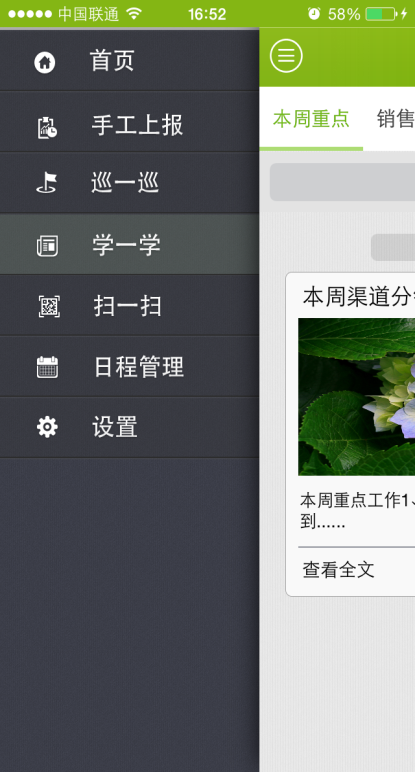 中国联通 16:52 58%
首页
手工上报
巡一巡
学一学
扫一扫
日程管理
设置
本周重点 销售
本周渠道分
本周重点工作1、
到......
查看全文